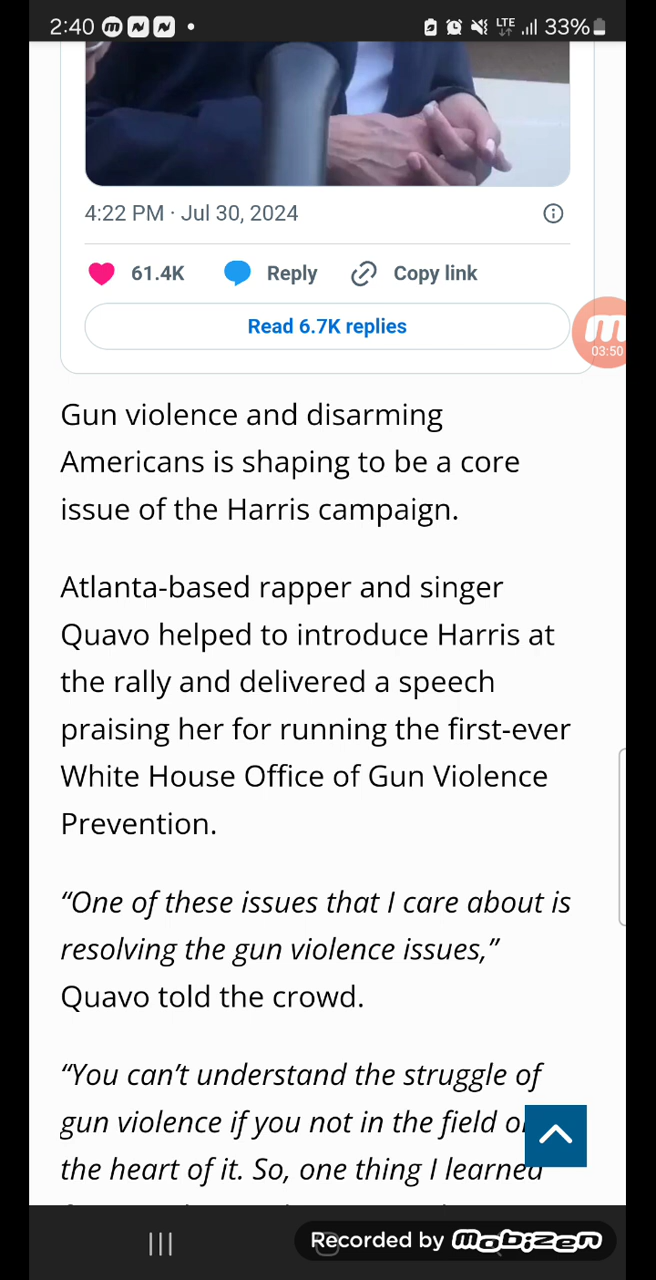 2:40
LTE 33%
4:22 PM · Jul 30, 2024
61.4K Reply Copy link
Read 6.7K replies
03:50
Gun violence and disarming
Americans is shaping to be a core
issue of the Harris campaign.
Atlanta-based rapper and singer
Quavo helped to introduce Harris at
the rally and delivered a speech
praising her for running the first-ever
White House Office of Gun Violence
Prevention.
“One of these issues that I care about is
resolving the gun violence issues,”
Quavo told the crowd.
“You can’t understand the struggle of
gun violence if you not in the field
the heart of it. So, one thing I learned
Recorded by mobizen